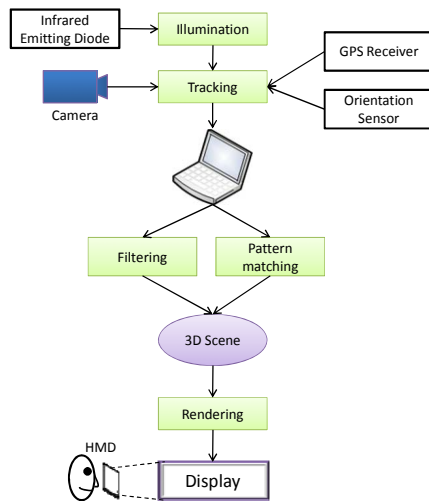 Infrared
Emitting Diode
Illumination
GPS Receiver
Tracking
Camera
Orientation
Sensor
Filtering
Pattern
matching
3D Scene
Rendering
HMD
Display